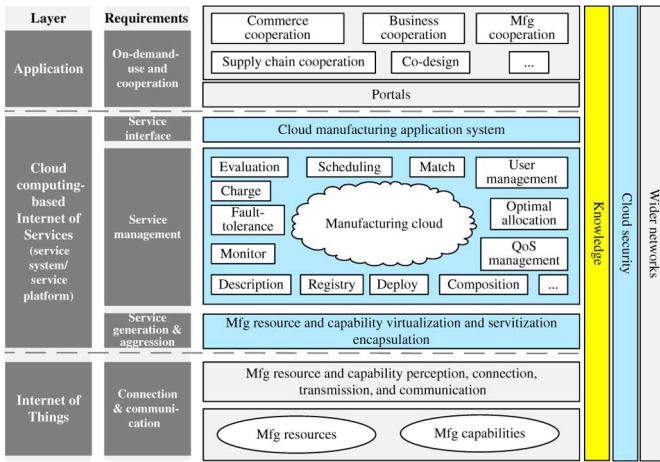 Layer
Requirements
Application
On-demand-
use and
cooperation
Commerce
cooperation
Business
cooperation
Mfg
cooperation
Supply chain cooperation
Co-design
...
Portals
Cloud
computing-
based
Internet of
Services
(service
system/
service
platform)
Service
interface
Cloud manufacturing application system
Service
management
Evaluation
Scheduling
Match
User
management
Charge
Fault-
tolerance
Manufacturing cloud
Optimal
allocation
Monitor
QoS
management
Description
Registry
Deploy
Composition
...
Service
generation &
aggression
Mfg resource and capability virtualization and servitization
encapsulation
Internet of
Things
Connection
& communi-
cation
Mfg resource and capability perception, connection,
transmission, and communication
Mfg resources
Mfg capabilities
Knowledge
Cloud security
Wider networks